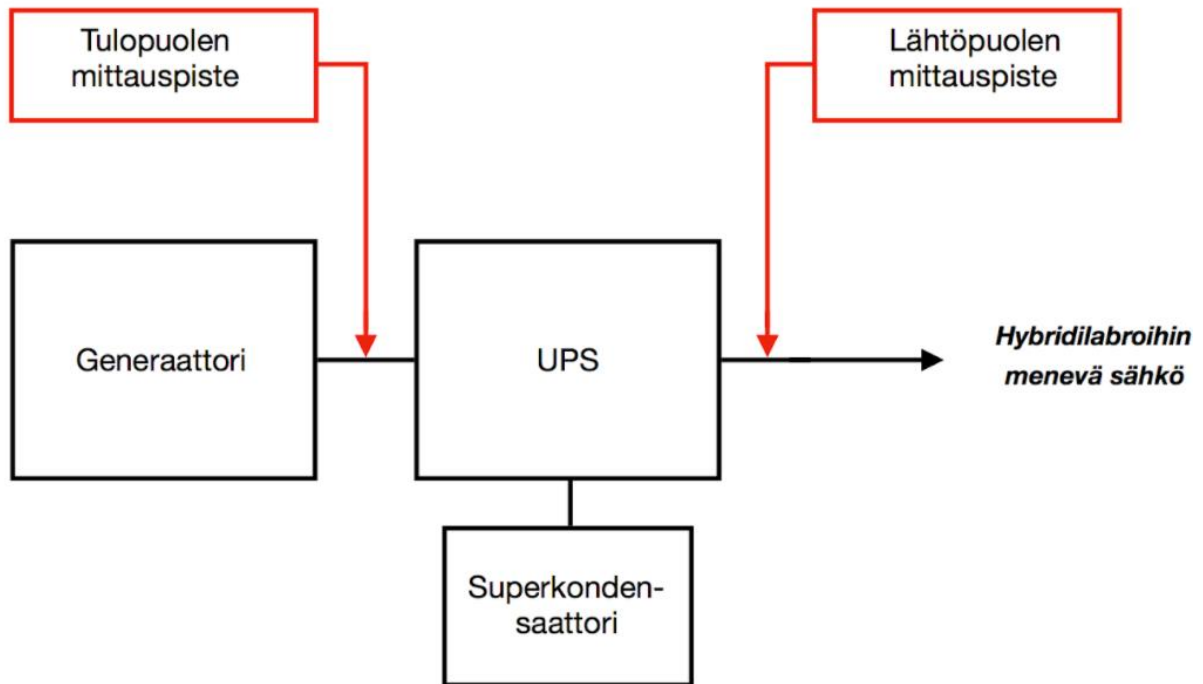 Tulopuolen
mittauspiste
Lähtöpuolen
mittauspiste
Generaattori
UPS
Hybridilabroihin
menevä sähkö
Superkonden-
saattori